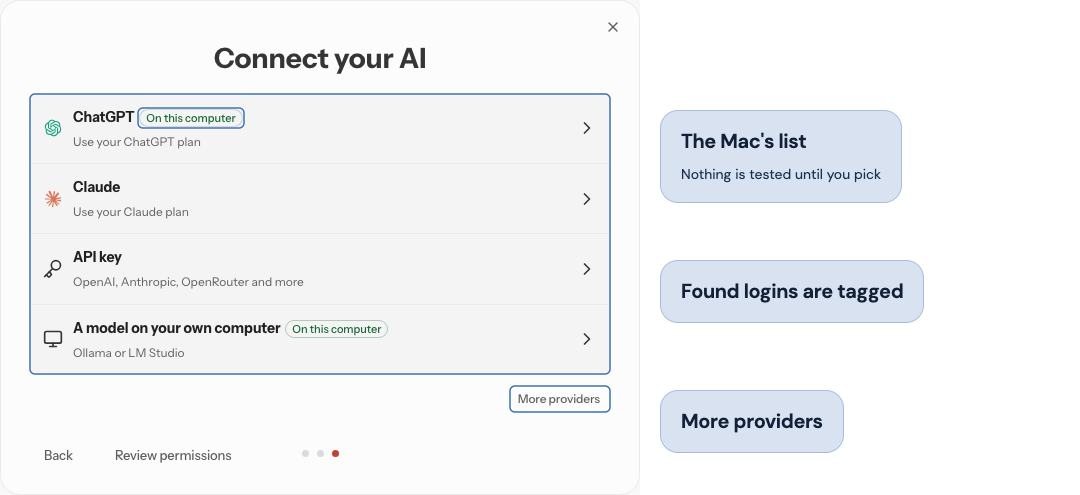 Connect your AI
ChatGPT On this computer
Use your ChatGPT plan
Claude
Use your Claude plan
API key
OpenAI, Anthropic, OpenRouter and more
A model on your own computer On this computer
Ollama or LM Studio
More providers
Back Review permissions
The Mac's list
Nothing is tested until you pick
Found logins are tagged
More providers